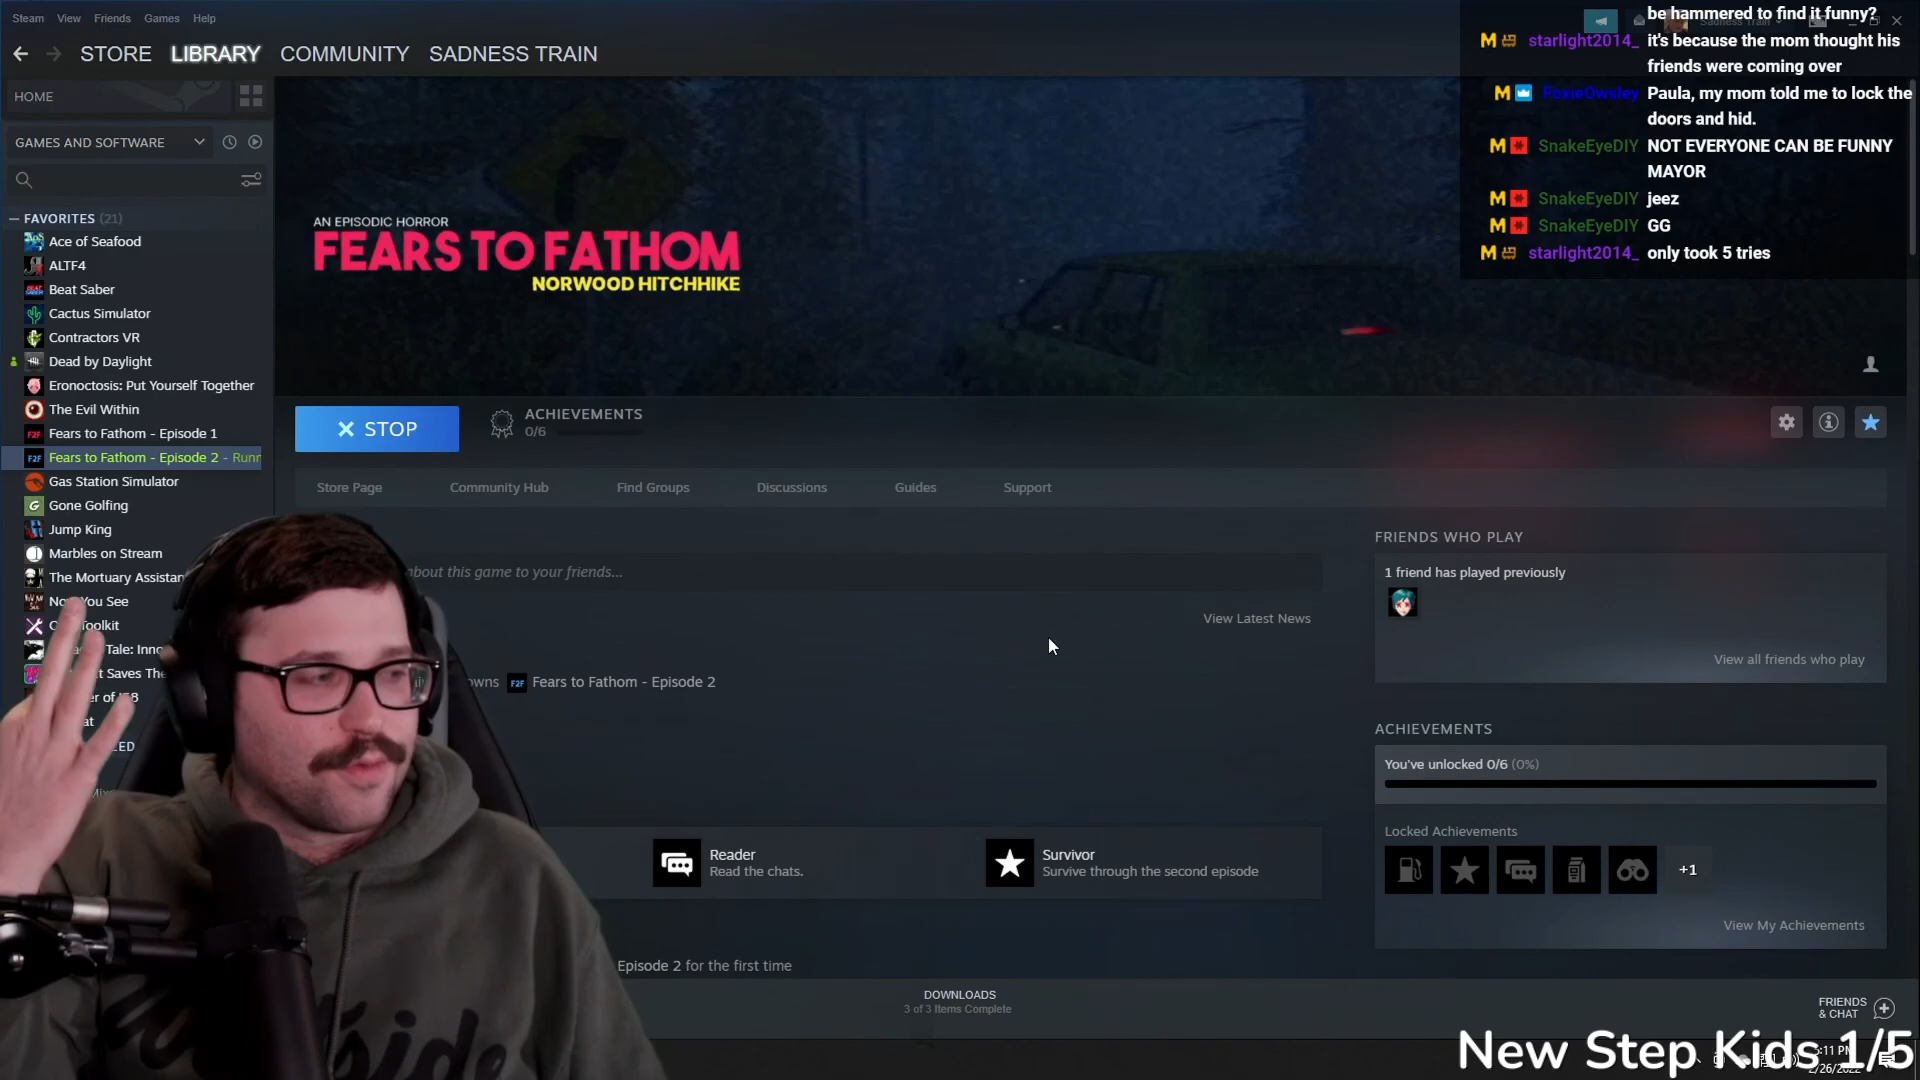 Steam View Friends Games Help
STORE LIBRARY COMMUNITY SADNESS TRAIN
HOME
GAMES AND SOFTWARE
FAVORITES (21)
Ace of Seafood
ALTF4
Beat Saber
Cactus Simulator
Contractors VR
Dead by Daylight
Eronoctosis: Put Yourself Together
The Evil Within
Fears to Fathom - Episode 1
Fears to Fathom - Episode 2 - Runn
Gas Station Simulator
Gone Golfing
Jump King
Marbles on Stream
The Mortuary Assistan
You See
Toolkit
Tale: Inno
Saves The
AN EPISODIC HORROR
FEARS TO FATHOM
NORWOOD HITCHHIKE
STOP
ACHIEVEMENTS
0/6
Store Page Community Hub Find Groups Discussions Guides Support
about this game to your friends...
View Latest News
owns Fears to Fathom - Episode 2
Reader
Read the chats.
Survivor
Survive through the second episode
Episode 2 for the first time
FRIENDS WHO PLAY
1 friend has played previously
View all friends who play
ACHIEVEMENTS
You've unlocked 0/6 (0%)
Locked Achievements
+1
View My Achievements
DOWNLOADS
3 of 3 Items Complete
FRIENDS
& CHAT
be hammered to find it funny?
starlight2014_ it's because the mom thought his
friends were coming over
FoxieOwsley Paula, my mom told me to lock the
doors and hid.
SnakeEyeDIY NOT EVERYONE CAN BE FUNNY
MAYOR
SnakeEyeDIY jeez
SnakeEyeDIY GG
starlight2014_ only took 5 tries
New Step Kids 1/5